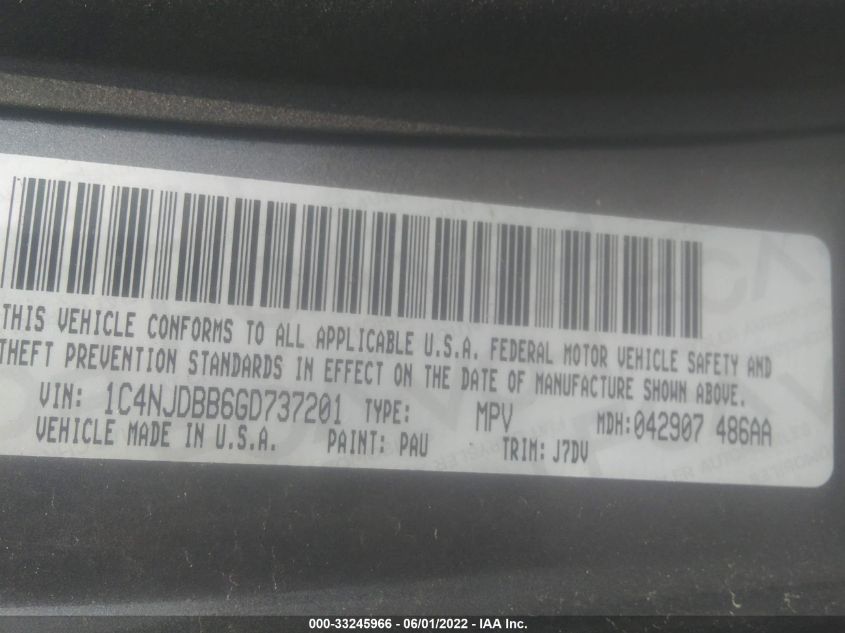 THIS VEHICLE CONFORMS TO ALL APPLICABLE U.S.A. FEDERAL MOTOR VEHICLE SAFETY AND
THEFT PREVENTION STANDARDS IN EFFECT ON THE DATE OF MANUFACTURE SHOWN ABOVE.
VIN: 1C4NJDBB6GD737201 TYPE: MPV MDH:042907 486AA
VEHICLE MADE IN U.S.A. PAINT: PAU TRIM: J7DV
000-33245966 - 06/01/2022 - IAA Inc.